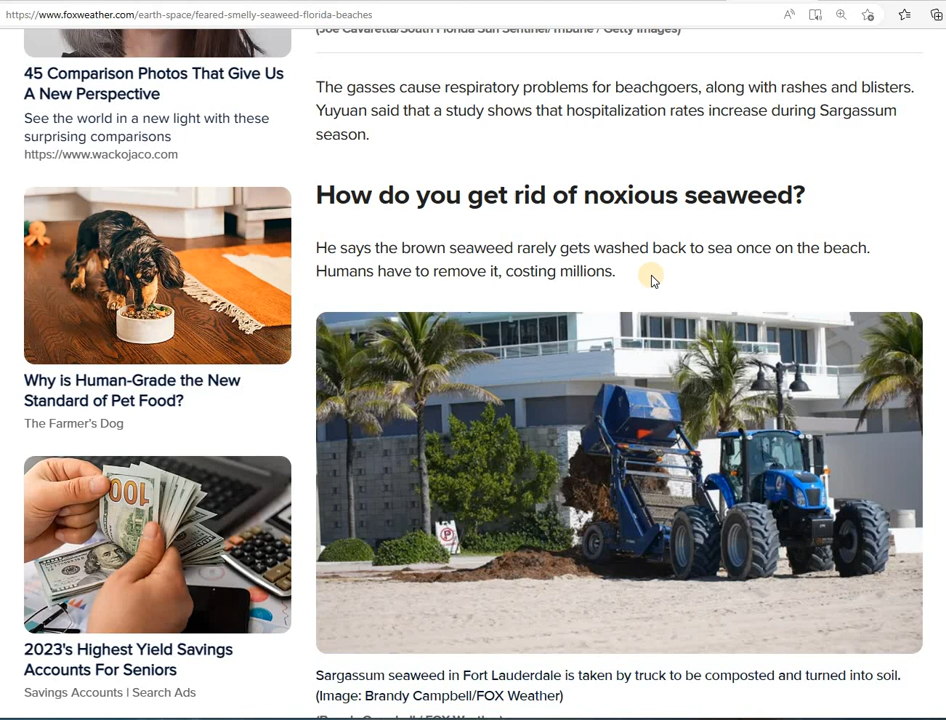 https://www.foxweather.com/earth-space/feared-smelly-seaweed-florida-beaches
(Joe Cavaretta/South Florida Sun Sentinel/Tribune / Getty Images)
45 Comparison Photos That Give Us
A New Perspective
See the world in a new light with these
surprising comparisons
https://www.wackojaco.com
Why is Human-Grade the New
Standard of Pet Food?
The Farmer's Dog
100
2023's Highest Yield Savings
Accounts For Seniors
Savings Accounts | Search Ads
The gasses cause respiratory problems for beachgoers, along with rashes and blisters.
Yuyuan said that a study shows that hospitalization rates increase during Sargassum
season.
How do you get rid of noxious seaweed?
He says the brown seaweed rarely gets washed back to sea once on the beach.
Humans have to remove it, costing millions.
P
Sargassum seaweed in Fort Lauderdale is taken by truck to be composted and turned into soil.
(Image: Brandy Campbell/FOX Weather)
(Brandy Campbell / FOX Weather)